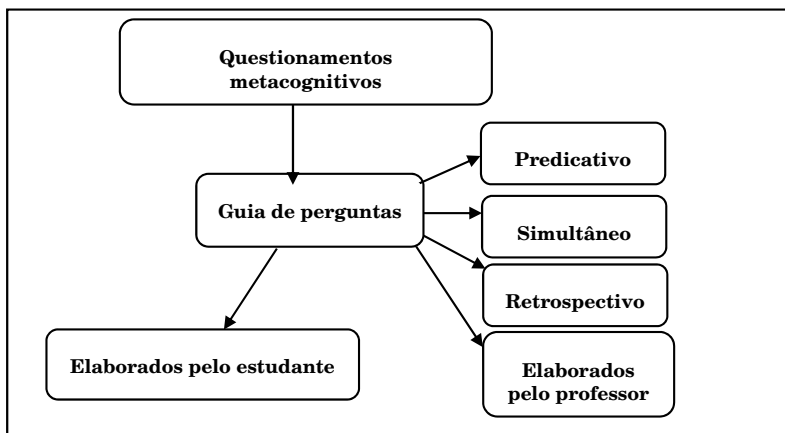 Questionamentos
metacognitivos
Predicativo
Guia de perguntas
Simultâneo
Retrospectivo
Elaborados pelo estudante
Elaborados
pelo professor